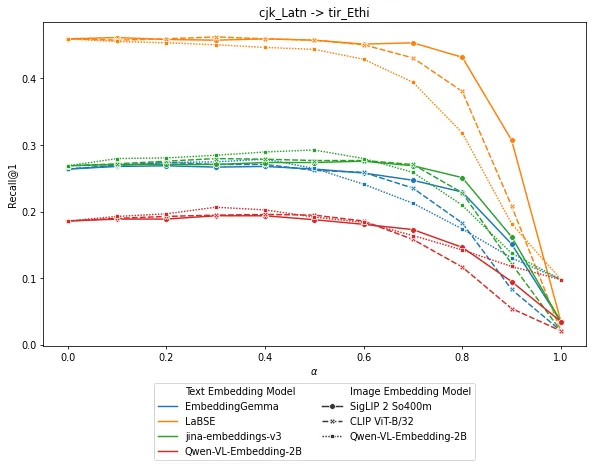 cjk_Latn -> tir_Ethi
Recall@1
0.4
0.3
0.2
0.1
0.0
0.0 0.2 0.4 0.6 0.8 1.0
α
Text Embedding Model
EmbeddingGemma
LaBSE
jina-embeddings-v3
Qwen-VL-Embedding-2B
Image Embedding Model
SigLIP 2 So400m
CLIP ViT-B/32
Qwen-VL-Embedding-2B